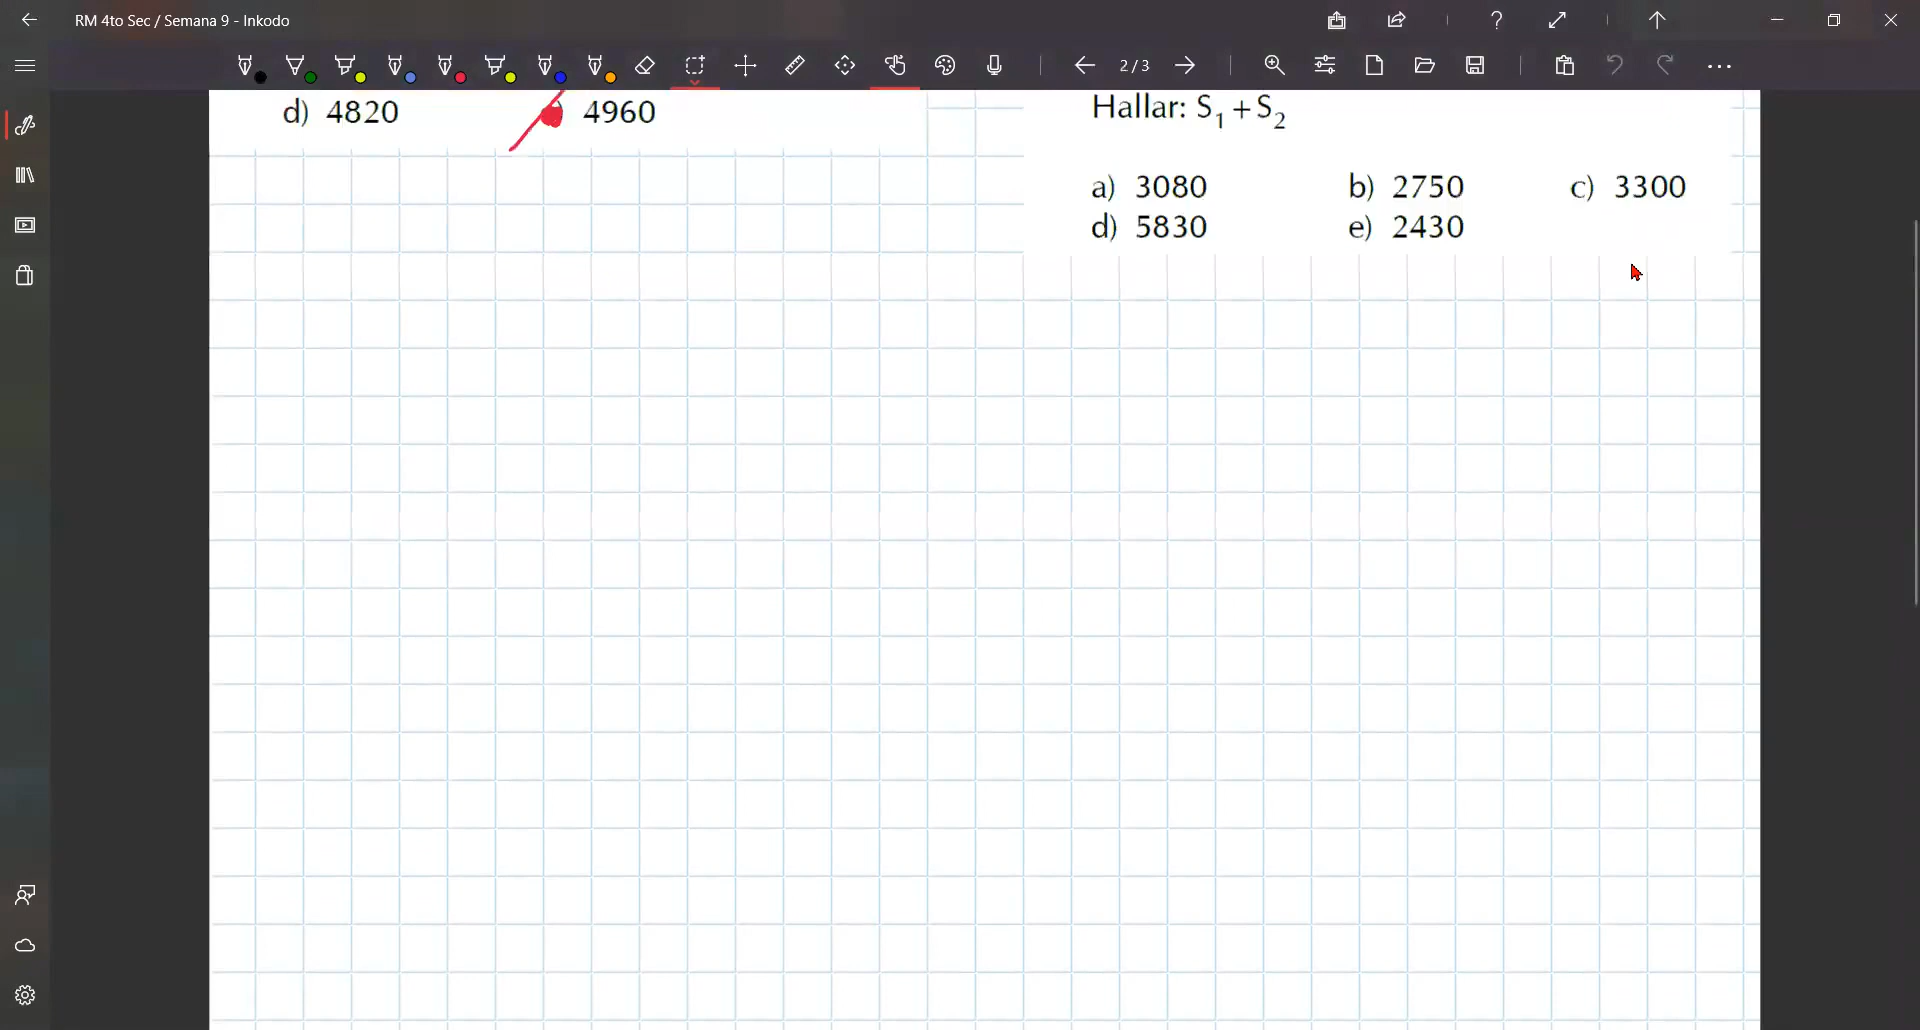 RM 4to Sec / Semana 9 - Inkodo
2 / 3
d) 4820
) 4960
Hallar: S₁ + S₂
a) 3080 b) 2750 c) 3300
d) 5830 e) 2430